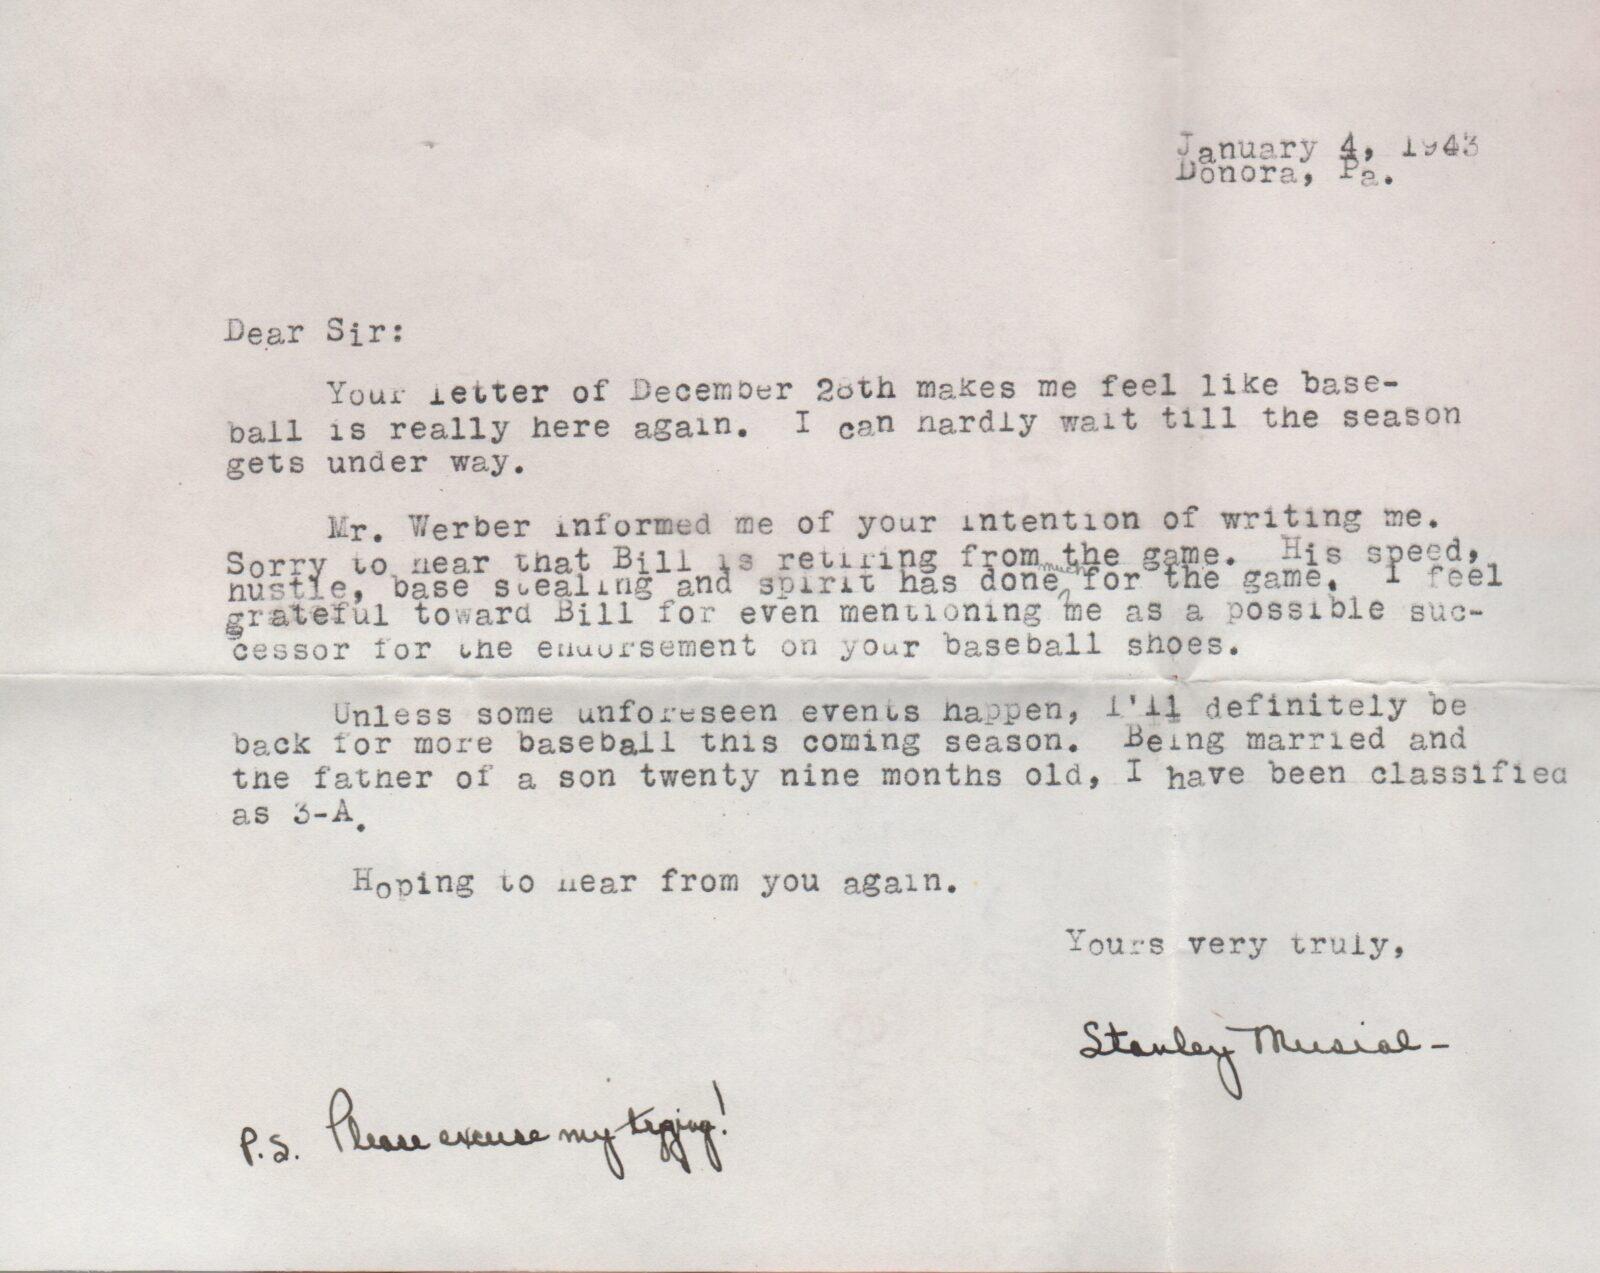 January 4, 1943
Donora, Pa.
Dear Sir:
Your letter of December 28th makes me feel like base-
ball is really here again. I can hardly wait till the season
gets under way.
Mr. Werber informed me of your intention of writing me.
Sorry to hear that Bill is retiring from the game. His speed,
hustle, base stealing and spirit has done much for the game. I feel
grateful toward Bill for even mentioning me as a possible suc-
cessor for the endorsement on your baseball shoes.
Unless some unforeseen events happen, I'll definitely be
back for more baseball this coming season. Being married and
the father of a son twenty nine months old, I have been classified
as 3-A.
Hoping to hear from you again.
Yours very truly,
Stanley Musial-
P.S. Please excuse my typing!